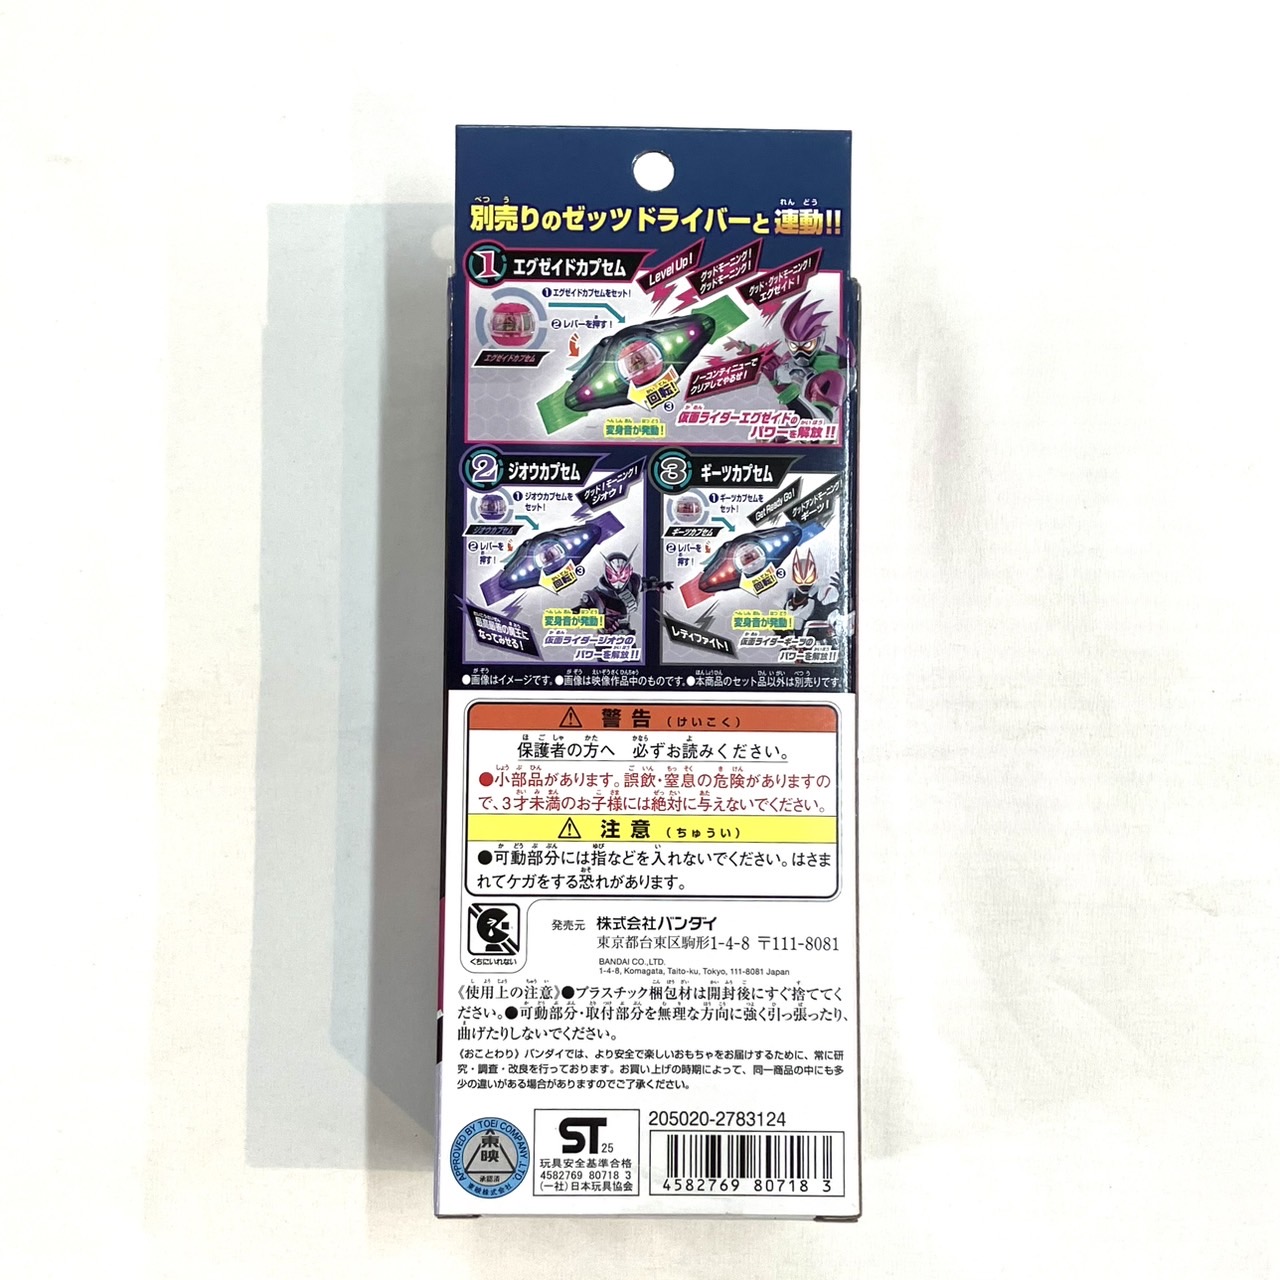 別売りのゼッツドライバーと連動!!
1 エグゼイドカプセム
Level Up!
グッドモーニング!
グッドモーニング!
グッド・グッドモーニング!
エグゼイド!
①エグゼイドカプセムをセット!
②レバーを押す!
エグゼイドカプセム
回転!
③
ノーコンティニューで
クリアしてやるぜ!
変身音が発動!
仮面ライダーエグゼイドの
パワーを解放!!
2 ジオウカプセム
グッド!モーニング!
ジオウ!
①ジオウカプセムを
セット!
ジオウカプセム
②レバーを
押す!
回転!
③
最高最善の魔王に
なってみせる!
変身音が発動!
仮面ライダージオウの
パワーを解放!!
3 ギーツカプセム
Get Ready Go!
グッドアンドモーニング!
ギーツ!
①ギーツカプセムを
セット!
ギーツカプセム
②レバーを
押す!
回転!
③
レディファイト!
変身音が発動!
仮面ライダーギーツの
パワーを解放!!
●画像はイメージです。●画像は映像作品中のものです。●本商品のセット品以外は別売りです。
⚠ 警告(けいこく)
保護者の方へ 必ずお読みください。
●小部品があります。誤飲・窒息の危険がありますの
で、3才未満のお子様には絶対に与えないでください。
⚠ 注意(ちゅうい)
●可動部分には指などを入れないでください。はさま
れてケガをする恐れがあります。
くちにいれない
発売元 株式会社バンダイ
東京都台東区駒形1-4-8 〒111-8081
BANDAI CO.,LTD.
1-4-8, Komagata, Taito-ku, Tokyo, 111-8081 Japan
《使用上の注意》●プラスチック梱包材は開封後にすぐ捨ててく
ださい。●可動部分・取付部分を無理な方向に強く引っ張ったり、
曲げたりしないでください。
《おことわり》バンダイでは、より安全で楽しいおもちゃをお届けするために、常に研
究・調査・改良を行っております。お買い上げの時期によって、同一商品の中にも多
少の違いがある場合がありますのでご了承ください。
APPROVED BY TOEI COMPANY, LTD.
東映
承認済
東映株式会社
ST 25
玩具安全基準合格
4582769 80718 3
(一社)日本玩具協会
205020-2783124
4582769 80718 3